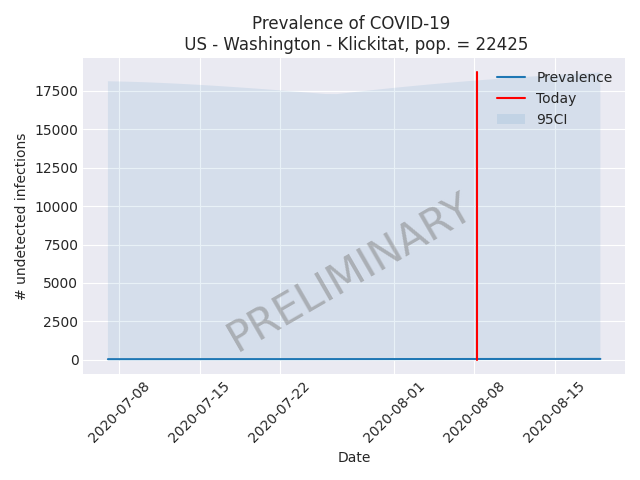 Prevalence of COVID-19
US - Washington - Klickitat, pop. = 22425
Prevalence
Today
95CI
# undetected infections
17500
15000
12500
10000
7500
5000
2500
0
PRELIMINARY
2020-07-08
2020-07-15
2020-07-22
2020-08-01
2020-08-08
2020-08-15
Date